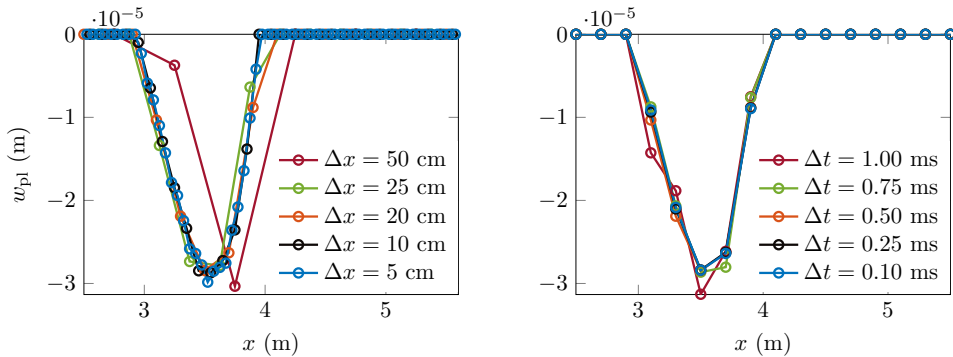 ·10⁻⁵
0
−1
−2
−3
w_pl (m)
3
4
5
x (m)
Δx = 50 cm
Δx = 25 cm
Δx = 20 cm
Δx = 10 cm
Δx = 5 cm
·10⁻⁵
0
−1
−2
−3
3
4
5
x (m)
Δt = 1.00 ms
Δt = 0.75 ms
Δt = 0.50 ms
Δt = 0.25 ms
Δt = 0.10 ms